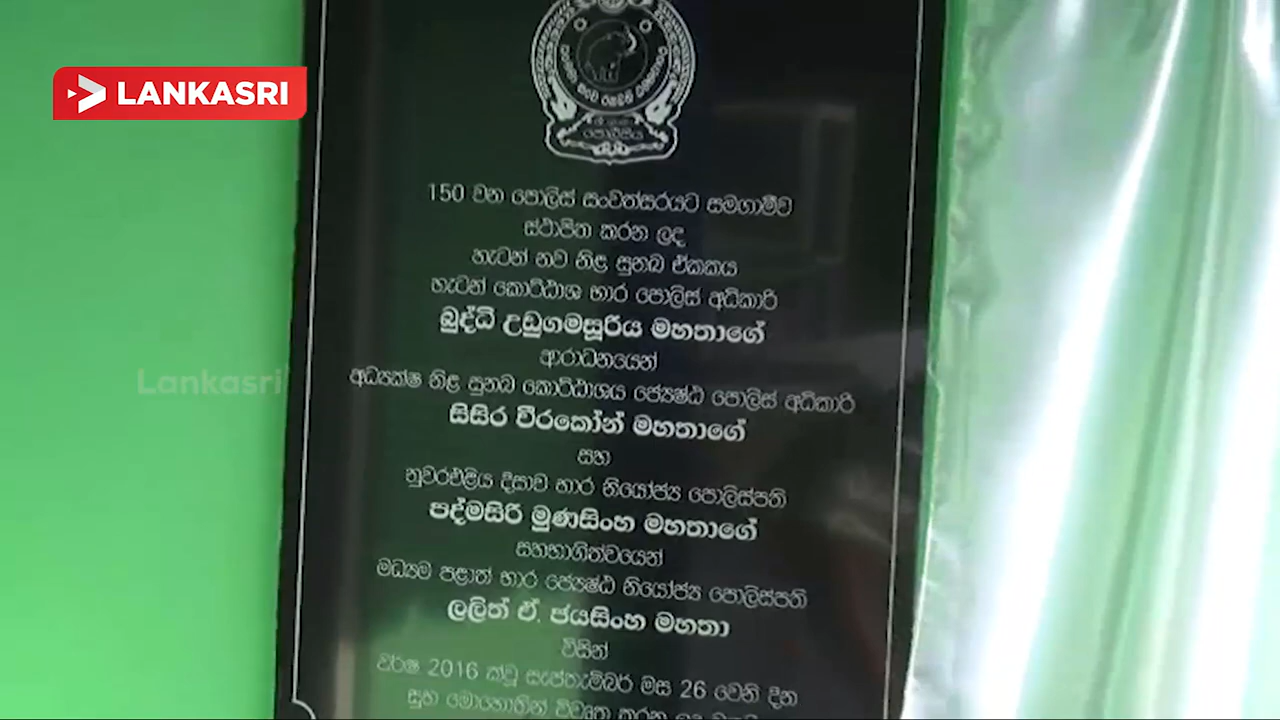 LANKASRI
ශ්‍රී ලංකා
පොලීසිය
150 වන පොලිස් සංවත්සරයට සමගාමීව
ස්ථාපිත කරන ලද
හැටන් නව නිළ සුනඛ ඒකකය
හැටන් කොට්ඨාශ භාර පොලිස් අධිකාරි
බුද්ධි උඩුගමසූරිය මහතාගේ
ආරාධනයෙන්
Lankasri
අධ්‍යක්ෂ නිළ සුනඛ කොට්ඨාශය ජ්‍යෙෂ්ඨ පොලිස් අධිකාරි
සිසිර වීරකෝන් මහතාගේ
සහ
නුවරඑළිය දිසාව භාර නියෝජ්‍ය පොලිස්පති
පද්මසිරි මුණසිංහ මහතාගේ
සහභාගිත්වයෙන්
මධ්‍යම පළාත් භාර ජ්‍යෙෂ්ඨ නියෝජ්‍ය පොලිස්පති
ලලිත් ඒ. ජයසිංහ මහතා
විසින්
වර්ෂ 2016 ක්වූ සැප්තැම්බර් මස 26 වෙනි දින
සුභ මොහොතින් විවෘත කරන ලද